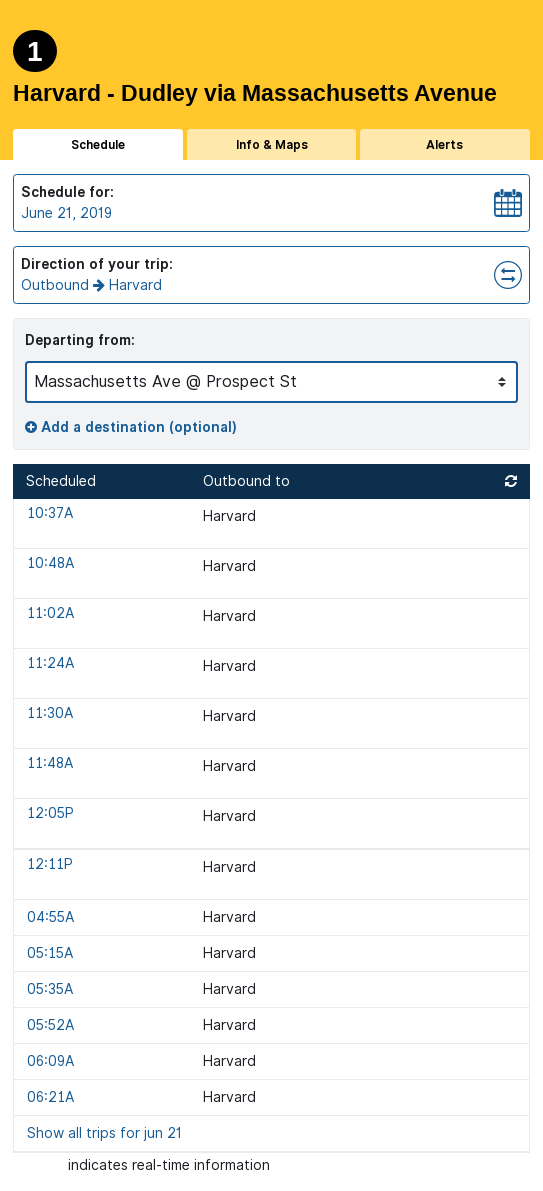 1
Harvard - Dudley via Massachusetts Avenue
Schedule Info & Maps Alerts
Schedule for:
June 21, 2019
Direction of your trip:
Outbound Harvard
Departing from:
Massachusetts Ave @ Prospect St
Add a destination (optional)
Scheduled Outbound to
10:37A Harvard
10:48A Harvard
11:02A Harvard
11:24A Harvard
11:30A Harvard
11:48A Harvard
12:05P Harvard
12:11P Harvard
04:55A Harvard
05:15A Harvard
05:35A Harvard
05:52A Harvard
06:09A Harvard
06:21A Harvard
Show all trips for jun 21
indicates real-time information